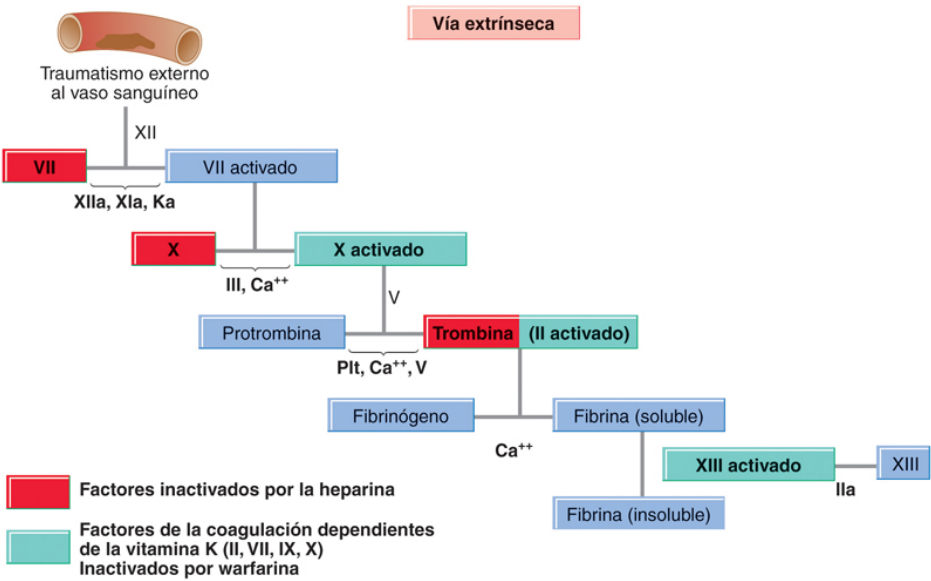 Vía extrínseca
Traumatismo externo
al vaso sanguíneo
XII
VII
VII activado
XIIa, XIa, Ka
X
X activado
III, Ca++
V
Protrombina
Trombina (II activado)
Plt, Ca++, V
Fibrinógeno
Fibrina (soluble)
Ca++
XIII activado
XIII
IIa
Fibrina (insoluble)
Factores inactivados por la heparina
Factores de la coagulación dependientes
de la vitamina K (II, VII, IX, X)
Inactivados por warfarina